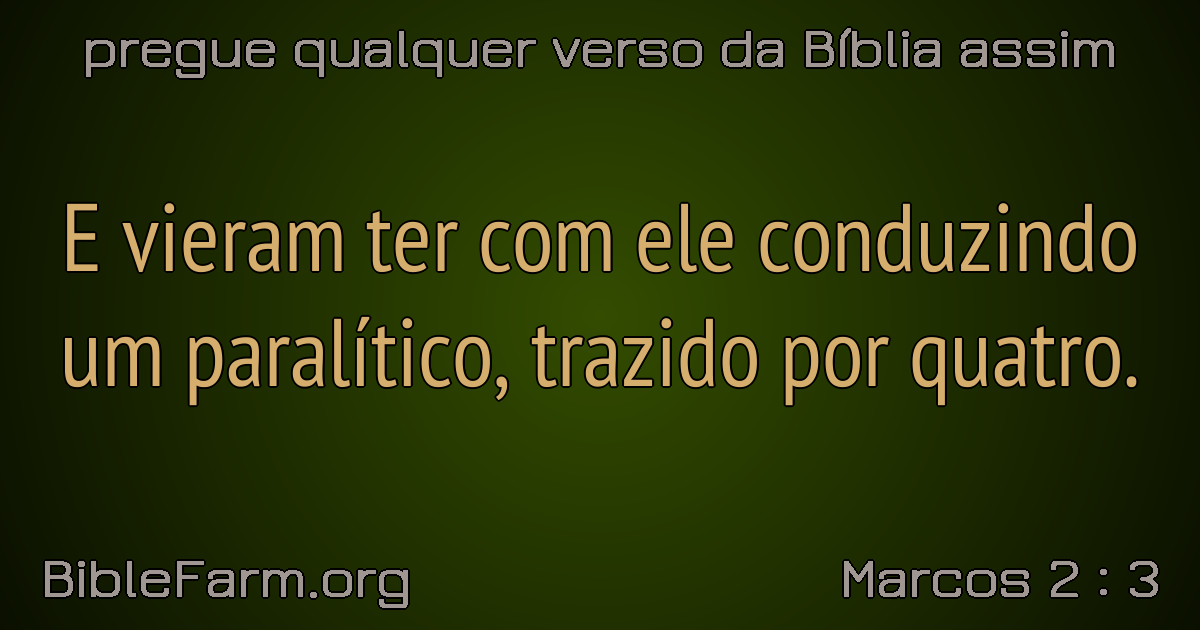 pregue qualquer verso da Bíblia assim
E vieram ter com ele conduzindo
um paralítico, trazido por quatro.
BibleFarm.org
Marcos 2 : 3